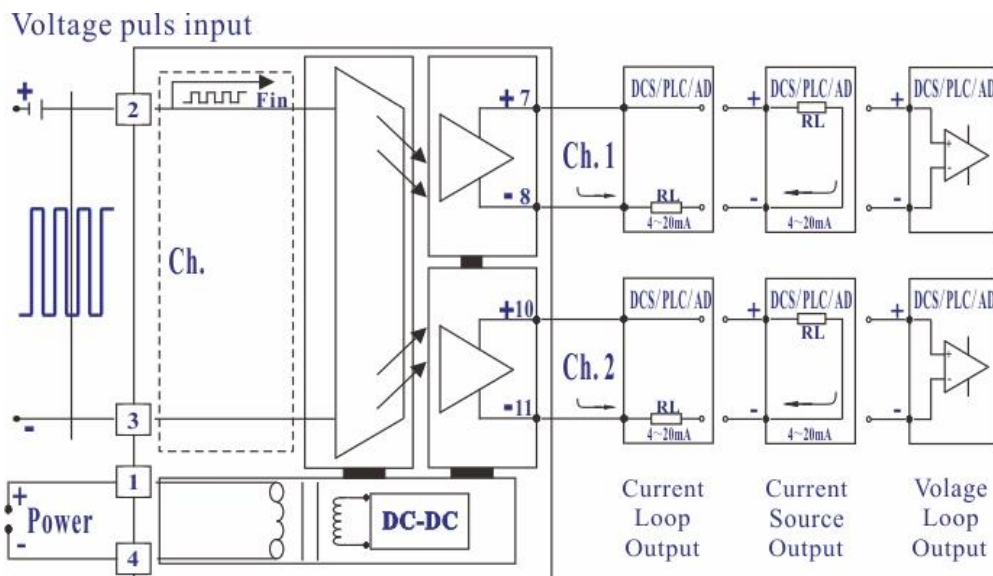 Voltage puls input
+
2
Fin
Ch.
-
3
1
+
Power
-
4
DC-DC
+ 7
- 8
Ch. 1
+10
-11
Ch. 2
DCS/PLC/AD
RL
4~20mA
+
-
DCS/PLC/AD
RL
4~20mA
+
-
DCS/PLC/AD
+
-
DCS/PLC/AD
RL
4~20mA
+
-
DCS/PLC/AD
RL
4~20mA
+
-
DCS/PLC/AD
+
-
Current
Loop
Output
Current
Source
Output
Volage
Loop
Output